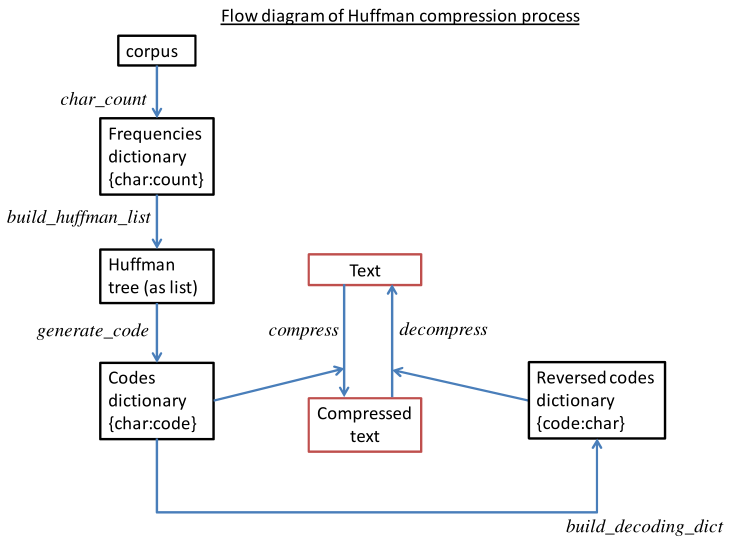 Flow diagram of Huffman compression process
corpus
char_count
Frequencies
dictionary
{char:count}
build_huffman_list
Huffman
tree (as list)
generate_code
Codes
dictionary
{char:code}
Text
compress
decompress
Compressed
text
Reversed codes
dictionary
{code:char}
build_decoding_dict